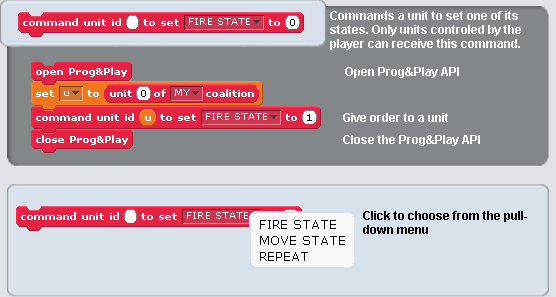 command unit id to set FIRE STATE to 0
Commands a unit to set one of its
states. Only units controled by the
player can receive this command.
open Prog&Play
Open Prog&Play API
set u to unit 0 of MY coalition
command unit id u to set FIRE STATE to 1
Give order to a unit
close Prog&Play
Close the Prog&Play API
command unit id to set FIRE STATE
FIRE STATE
MOVE STATE
REPEAT
Click to choose from the pull-
down menu